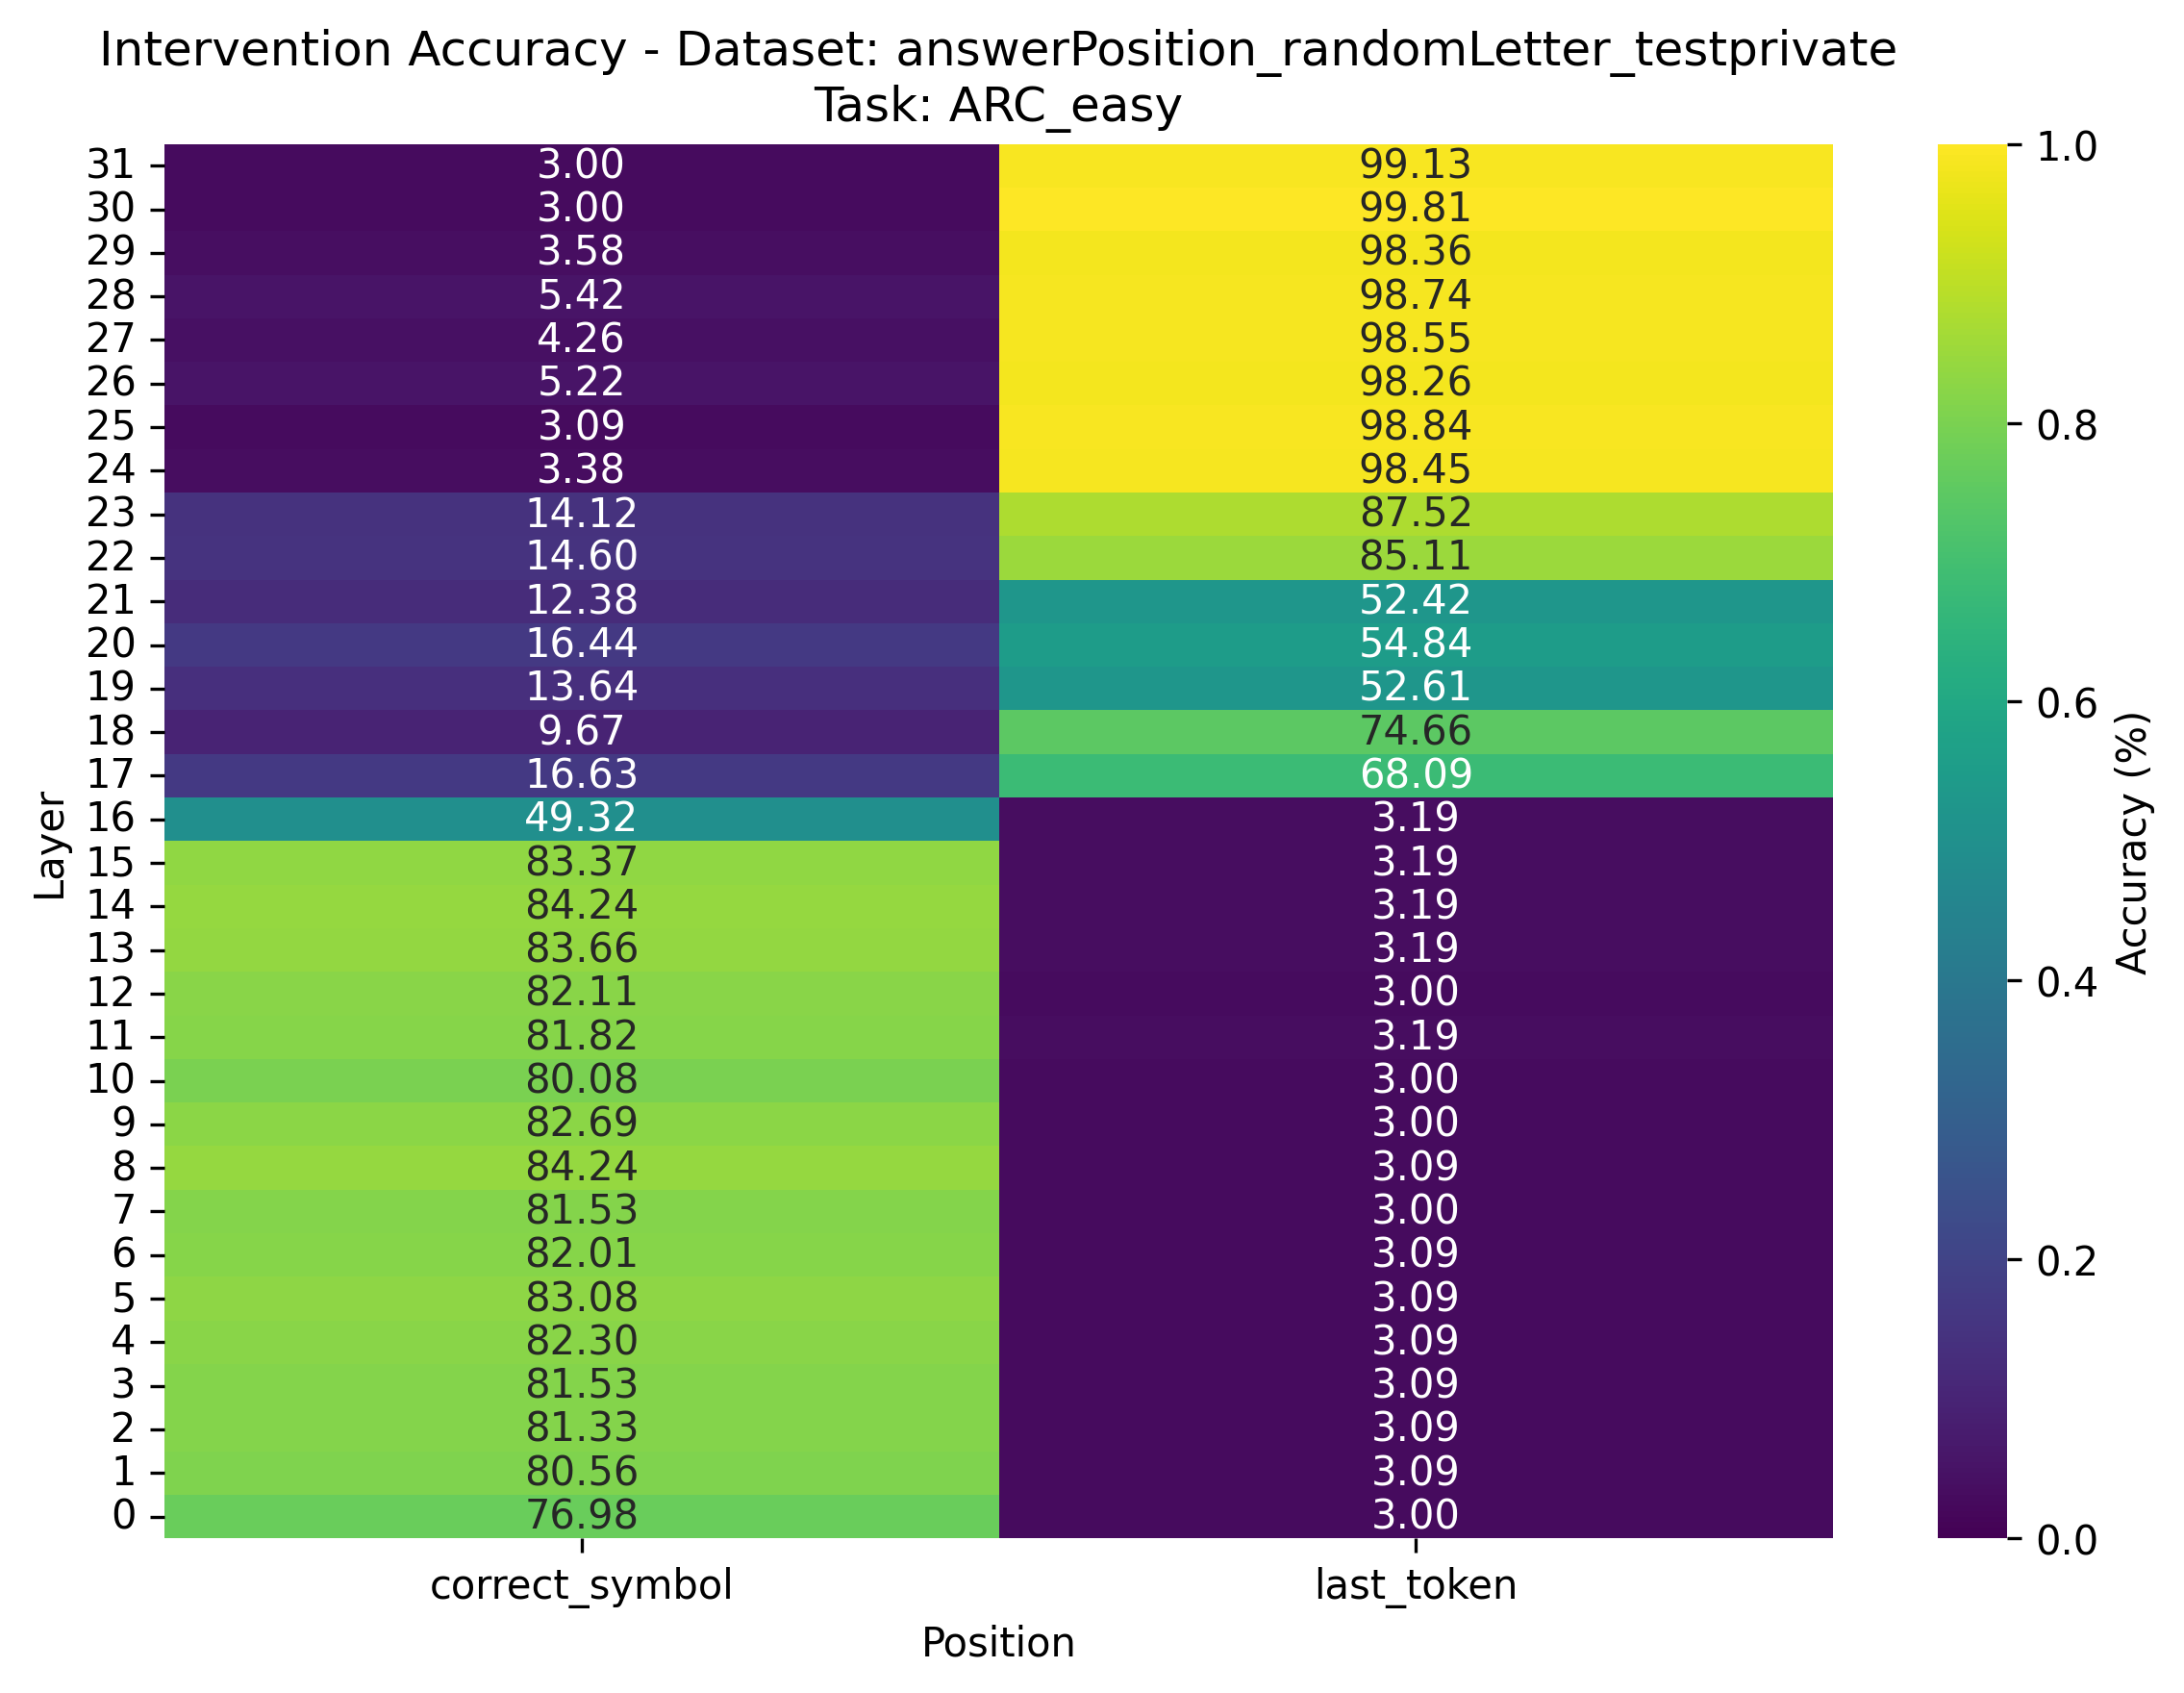 Intervention Accuracy - Dataset: answerPosition_randomLetter_testprivate
Task: ARC_easy
31 3.00 99.13
30 3.00 99.81
29 3.58 98.36
28 5.42 98.74
27 4.26 98.55
26 5.22 98.26
25 3.09 98.84
24 3.38 98.45
23 14.12 87.52
22 14.60 85.11
21 12.38 52.42
20 16.44 54.84
19 13.64 52.61
18 9.67 74.66
17 16.63 68.09
16 49.32 3.19
15 83.37 3.19
14 84.24 3.19
13 83.66 3.19
12 82.11 3.00
11 81.82 3.19
10 80.08 3.00
9 82.69 3.00
8 84.24 3.09
7 81.53 3.00
6 82.01 3.09
5 83.08 3.09
4 82.30 3.09
3 81.53 3.09
2 81.33 3.09
1 80.56 3.09
0 76.98 3.00
correct_symbol last_token
Position
Layer
1.0
0.8
0.6
0.4
0.2
0.0
Accuracy (%)